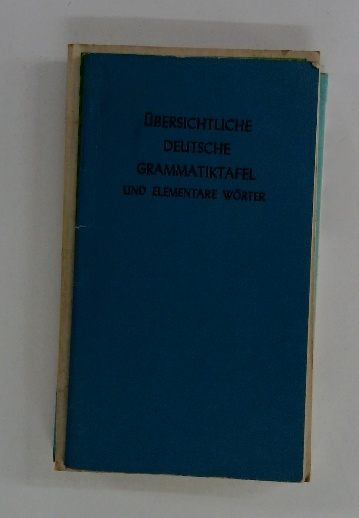 ÜBERSICHTLICHE
DEUTSCHE
GRAMMATIKTAFEL
UND ELEMENTARE WÖRTER